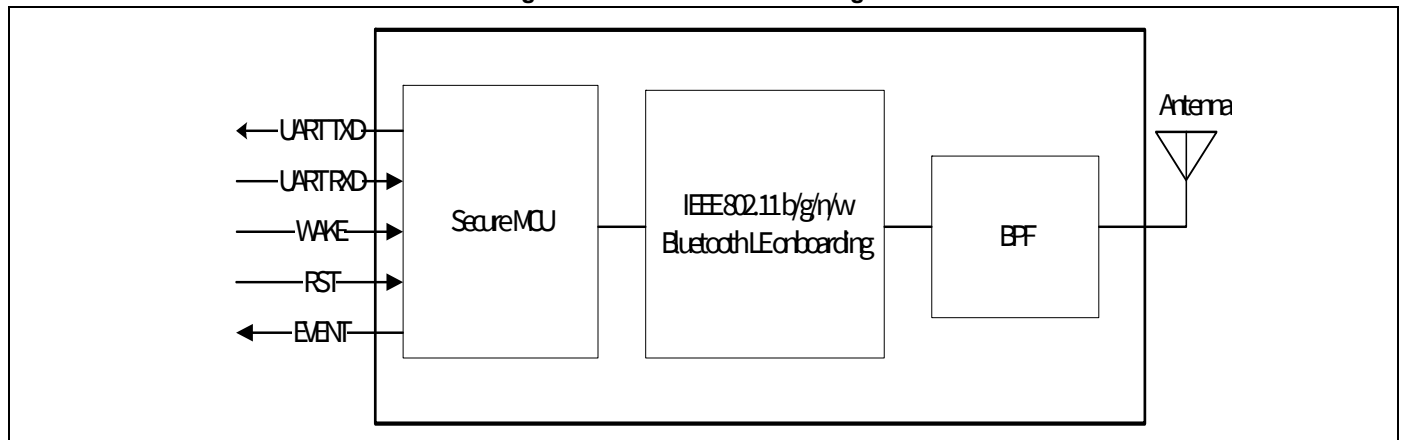 UART TXD
UART RXD
WAKE
RST
EVENT
Secure MCU
IEEE 802.11 b/g/n/w
Bluetooth LE onboarding
BPF
Antenna